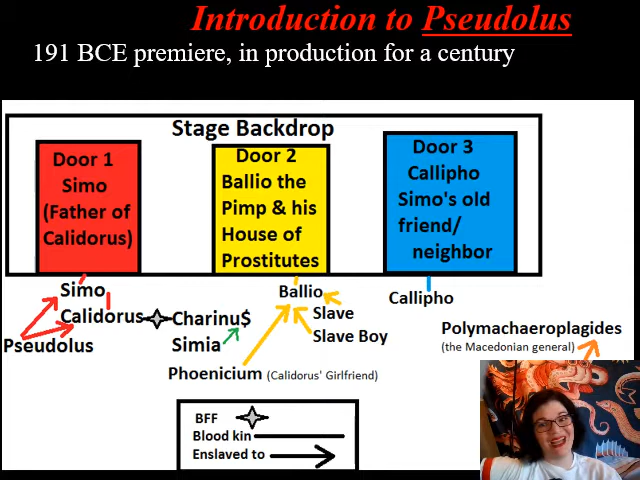 Introduction to Pseudolus
191 BCE premiere, in production for a century
Stage Backdrop
Door 1
Simo
(Father of
Calidorus)
Door 2
Ballio the
Pimp & his
House of
Prostitutes
Door 3
Callipho
Simo's old
friend/
neighbor
Simo
Calidorus
Pseudolus
Charinu$
Simia
Phoenicium (Calidorus' Girlfriend)
Ballio
Slave
Slave Boy
Callipho
Polymachaeroplagides
(the Macedonian general)
BFF
Blood kin
Enslaved to